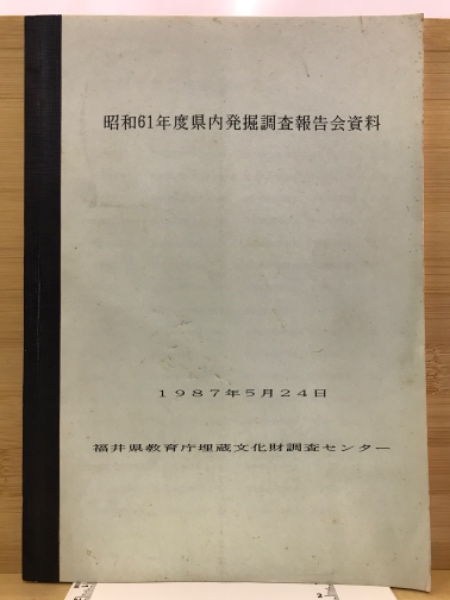 昭和61年度県内発掘調査報告会資料
1987年5月24日
福井県教育庁埋蔵文化財調査センター